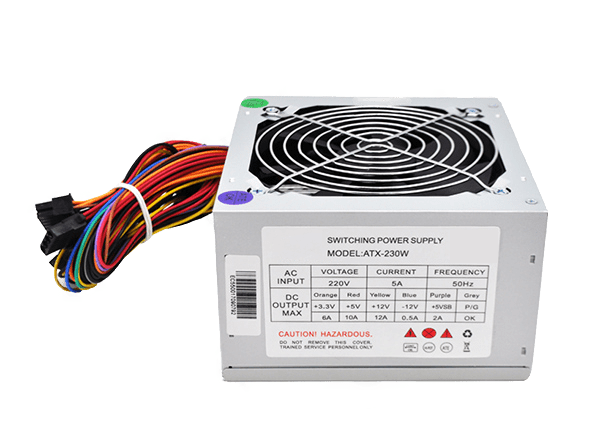 SWITCHING POWER SUPPLY
MODEL:ATX-230W
AC INPUT VOLTAGE CURRENT FREQUENCY
220V 5A 50Hz
DC OUTPUT MAX Orange Red Yellow Blue Purple Grey
+3.3V +5V +12V -12V +5VSB P/G
6A 10A 12A 0.5A 2A OK
CAUTION! HAZARDOUS.
DO NOT REMOVE THIS COVER.
TRAINED SERVICE PERSONNEL ONLY